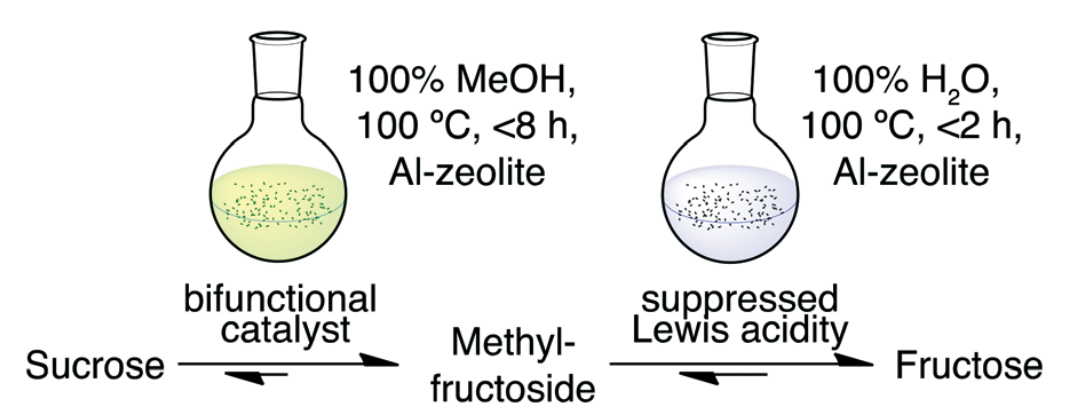 100% MeOH,
100 ºC, <8 h,
Al-zeolite
100% H₂O,
100 ºC, <2 h,
Al-zeolite
bifunctional
catalyst
suppressed
Lewis acidity
Sucrose
Methyl-
fructoside
Fructose